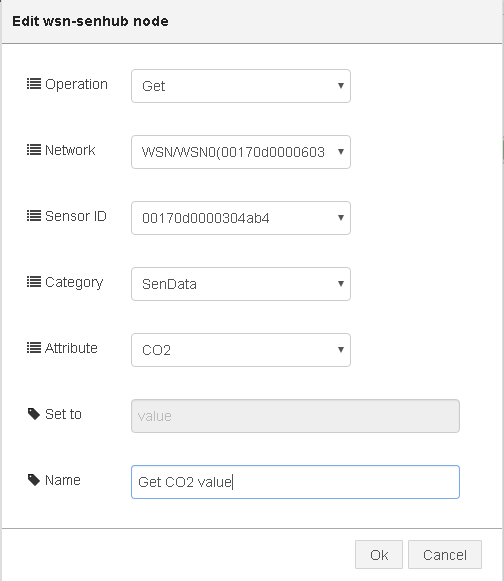 Edit wsn-senhub node
Operation Get
Network WSN/WSN0(00170d0000603
Sensor ID 00170d0000304ab4
Category SenData
Attribute CO2
Set to value
Name Get CO2 value
Ok Cancel